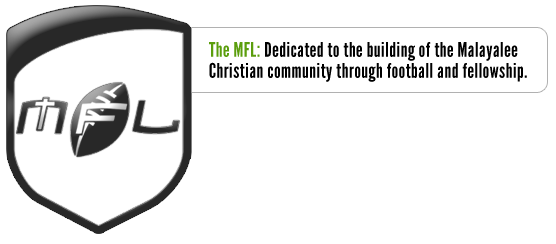 The MFL: Dedicated to the building of the Malayalee
Christian community through football and fellowship.
MFL